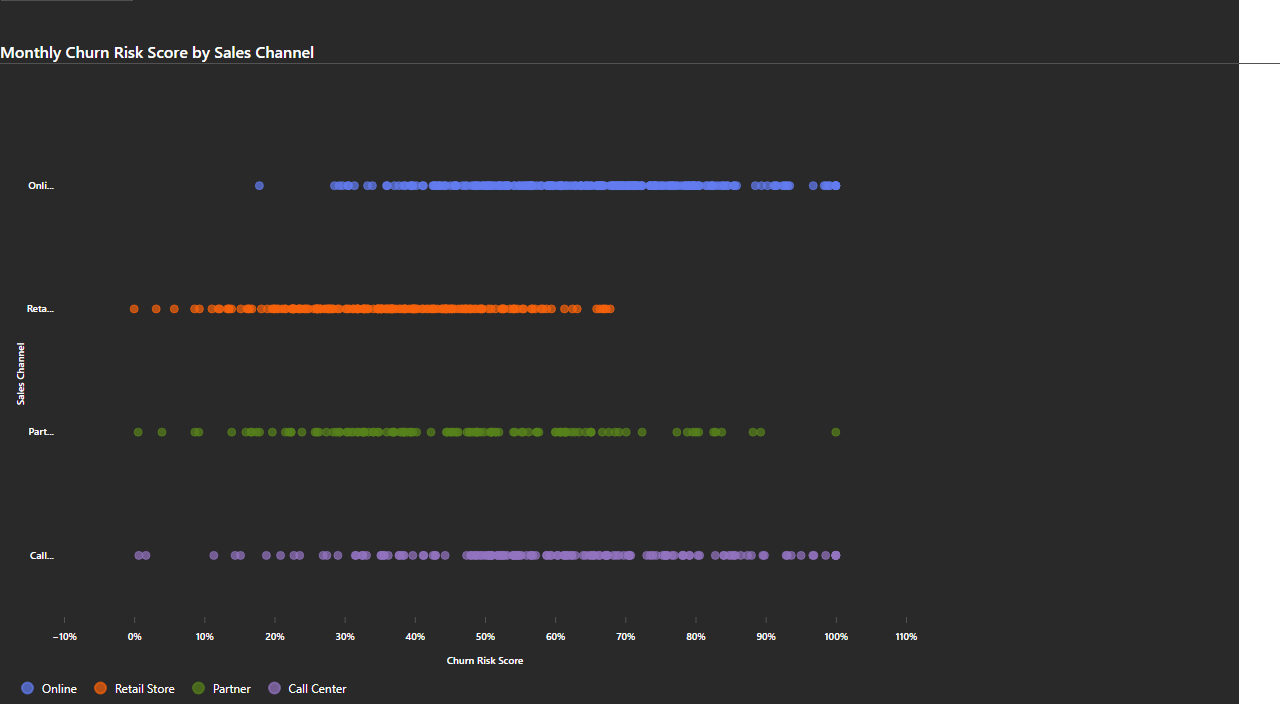 Monthly Churn Risk Score by Sales Channel
Onli...
Reta...
Part...
Call...
Sales Channel
−10% 0% 10% 20% 30% 40% 50% 60% 70% 80% 90% 100% 110%
Churn Risk Score
Online Retail Store Partner Call Center